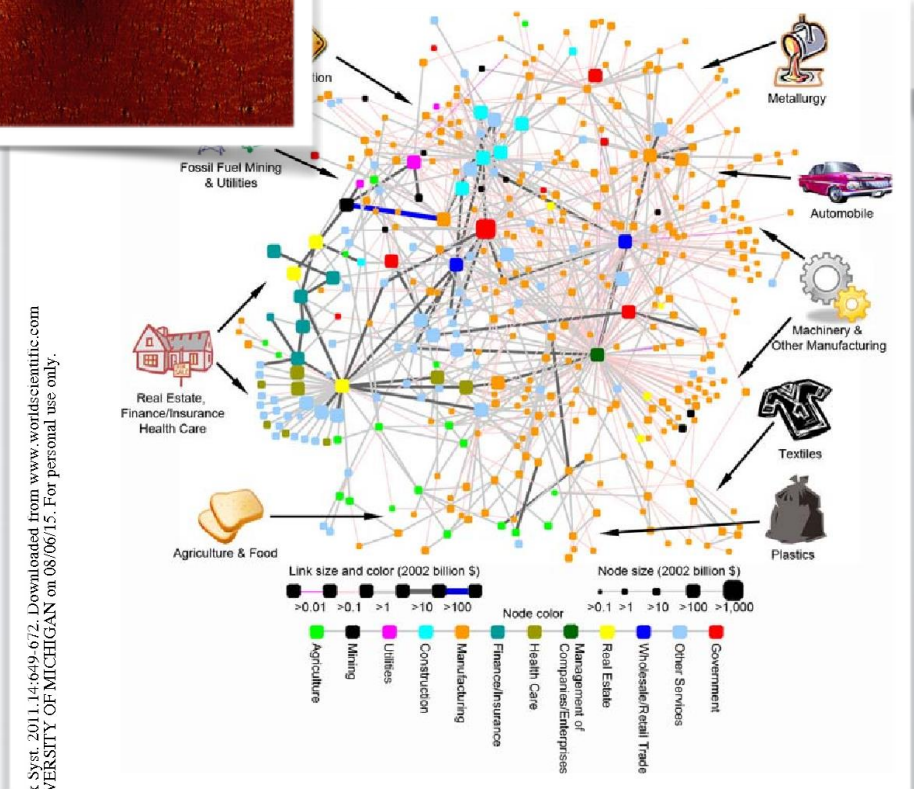 tion
Metallurgy
Fossil Fuel Mining
& Utilities
Automobile
Machinery &
Other Manufacturing
Real Estate,
Finance/Insurance
Health Care
Textiles
Agriculture & Food
Plastics
Link size and color (2002 billion $)
>0.01 >0.1 >1 >10 >100
Node size (2002 billion $)
>0.1 >1 >10 >100 >1,000
Node color
Agriculture
Mining
Utilities
Construction
Manufacturing
Finance/Insurance
Health Care
Management of
Companies/Enterprises
Real Estate
Wholesale/Retail Trade
Other Services
Government
Syst. 2011.14:649-672. Downloaded from www.worldscientific.com
VERSITY OF MICHIGAN on 08/06/15. For personal use only.